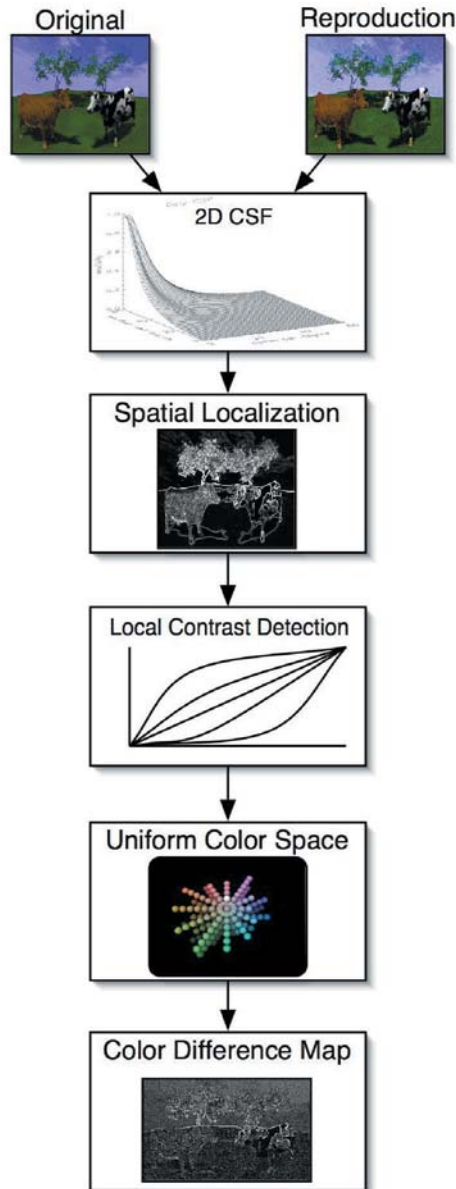 Original
Reproduction
2D CSF
Spatial Localization
Local Contrast Detection
Uniform Color Space
Color Difference Map